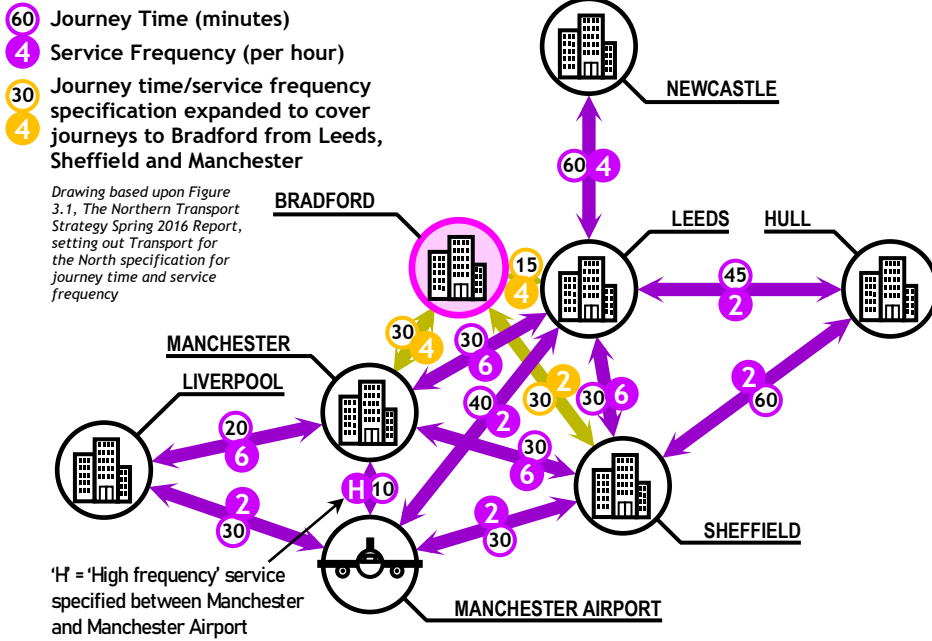 60 Journey Time (minutes)
4 Service Frequency (per hour)
30 Journey time/service frequency
4 specification expanded to cover
journeys to Bradford from Leeds,
Sheffield and Manchester
Drawing based upon Figure
3.1, The Northern Transport
Strategy Spring 2016 Report,
setting out Transport for
the North specification for
journey time and service
frequency
NEWCASTLE
60 4
BRADFORD
LEEDS
HULL
15
4
45
2
30 4
30
6
MANCHESTER
LIVERPOOL
40
2
2
30
30 6
2
60
20
6
30
6
H 10
2
30
2
30
SHEFFIELD
'H' = 'High frequency' service
specified between Manchester
and Manchester Airport
MANCHESTER AIRPORT